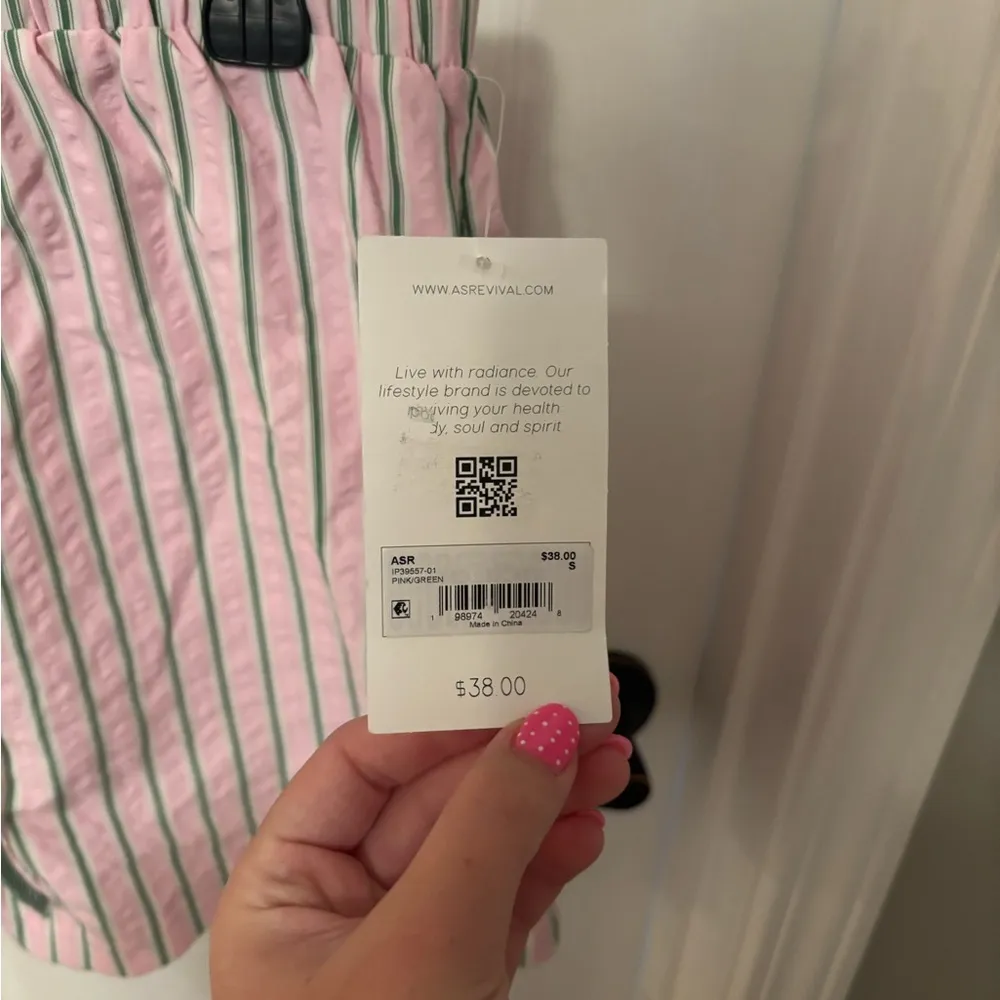 WWW.ASREVIVAL.COM
Live with radiance. Our
lifestyle brand is devoted to
your health
soul and spirit.
ASR $38.00
IP39557-01 S
PINK/GREEN
1 98974 20424 8
Made in China
$38.00